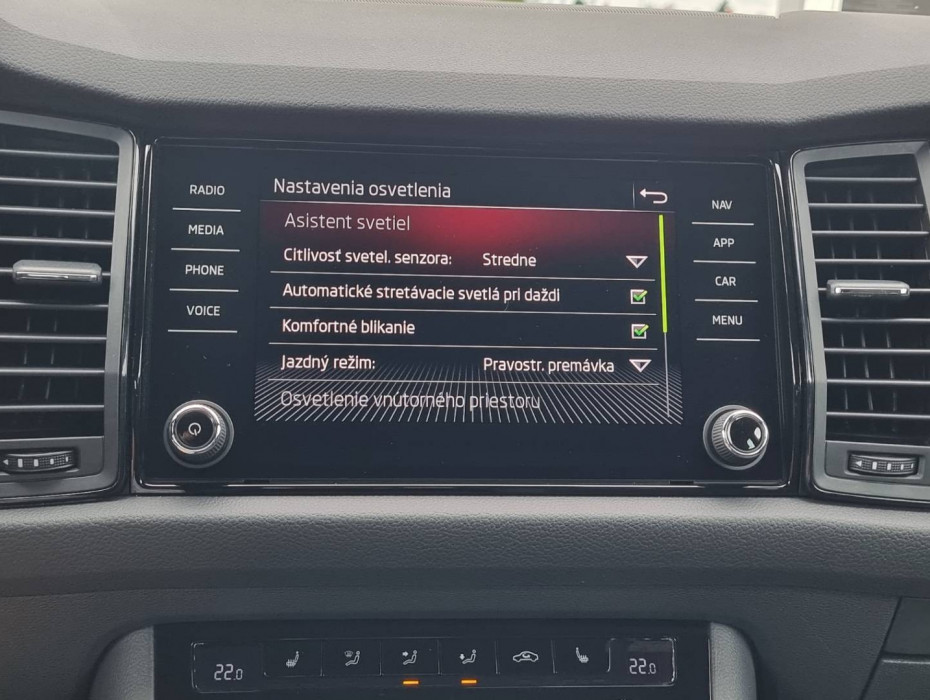 Nastavenia osvetlenia
Asistent svetiel
Citlivosť svetel. senzora: Stredne
Automatické stretávacie svetlá pri daždi
Komfortné blikanie
Jazdný režim: Pravostr. premávka
Osvetlenie vnútorného priestoru
RADIO
MEDIA
PHONE
VOICE
NAV
APP
CAR
MENU
22.0
22.0